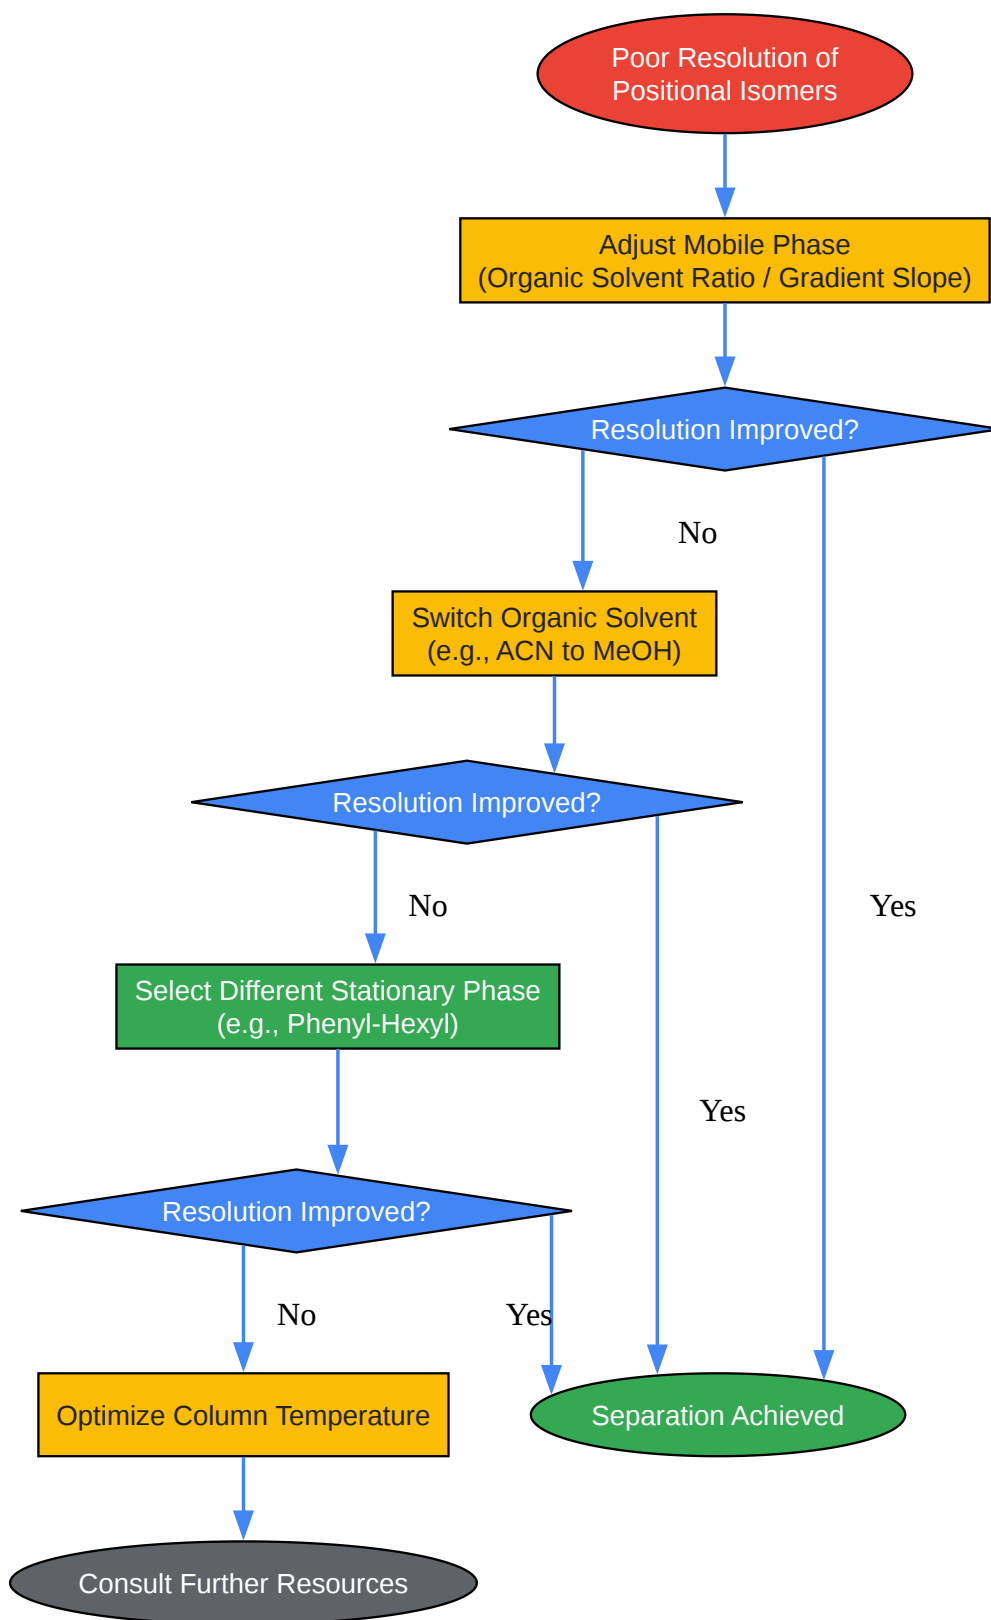 Poor Resolution of
Positional Isomers
Adjust Mobile Phase
(Organic Solvent Ratio / Gradient Slope)
Resolution Improved?
No
Switch Organic Solvent
(e.g., ACN to MeOH)
Resolution Improved?
No
Yes
Select Different Stationary Phase
(e.g., Phenyl-Hexyl)
Yes
Resolution Improved?
No
Yes
Optimize Column Temperature
Separation Achieved
Consult Further Resources